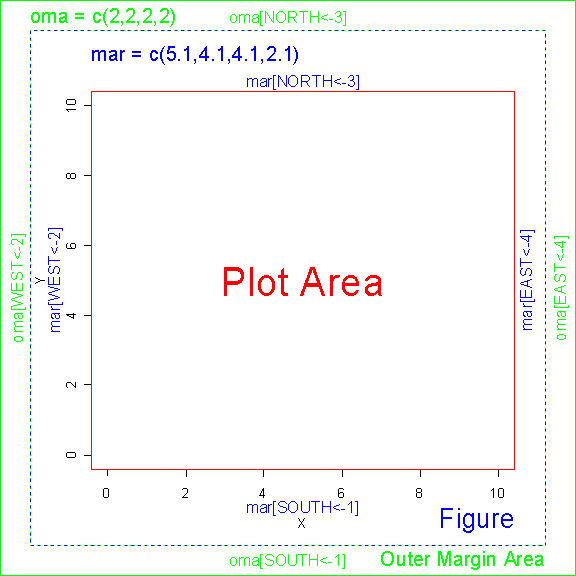 oma = c(2,2,2,2)
oma[NORTH<-3]
mar = c(5.1,4.1,4.1,2.1)
mar[NORTH<-3]
10
8
6
4
2
0
oma[WEST<-2]
Y
mar[WEST<-2]
Plot Area
mar[EAST<-4]
oma[EAST<-4]
0 2 4 6 8 10
mar[SOUTH<-1]
X
Figure
oma[SOUTH<-1]
Outer Margin Area